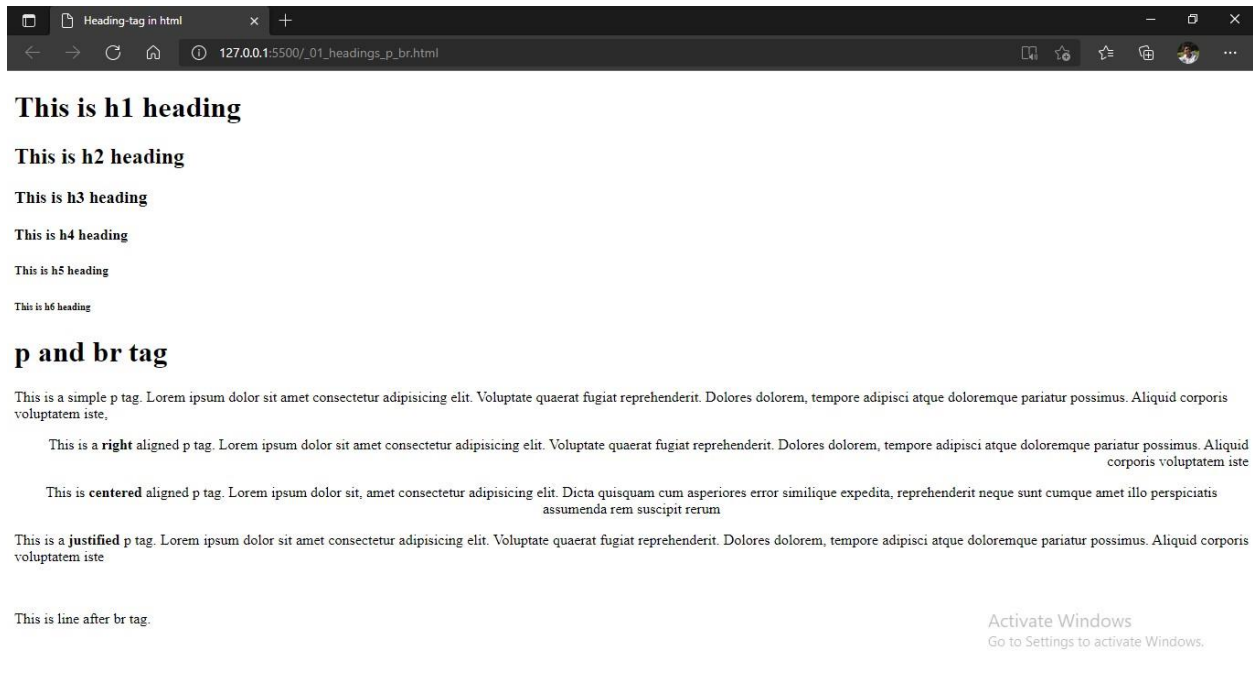 Heading-tag in html
127.0.0.1:5500/_01_headings_p_br.html
This is h1 heading
This is h2 heading
This is h3 heading
This is h4 heading
This is h5 heading
This is h6 heading
p and br tag
This is a simple p tag. Lorem ipsum dolor sit amet consectetur adipisicing elit. Voluptate quaerat fugiat reprehenderit. Dolores dolorem, tempore adipisci atque doloremque pariatur possimus. Aliquid corporis
voluptatem iste,
This is a right aligned p tag. Lorem ipsum dolor sit amet consectetur adipisicing elit. Voluptate quaerat fugiat reprehenderit. Dolores dolorem, tempore adipisci atque doloremque pariatur possimus. Aliquid
corporis voluptatem iste
This is centered aligned p tag. Lorem ipsum dolor sit, amet consectetur adipisicing elit. Dicta quisquam cum asperiores error similique expedita, reprehenderit neque sunt cumque amet illo perspiciatis
assumenda rem suscipit rerum
This is a justified p tag. Lorem ipsum dolor sit amet consectetur adipisicing elit. Voluptate quaerat fugiat reprehenderit. Dolores dolorem, tempore adipisci atque doloremque pariatur possimus. Aliquid corporis
voluptatem iste
This is line after br tag.
Activate Windows
Go to Settings to activate Windows.